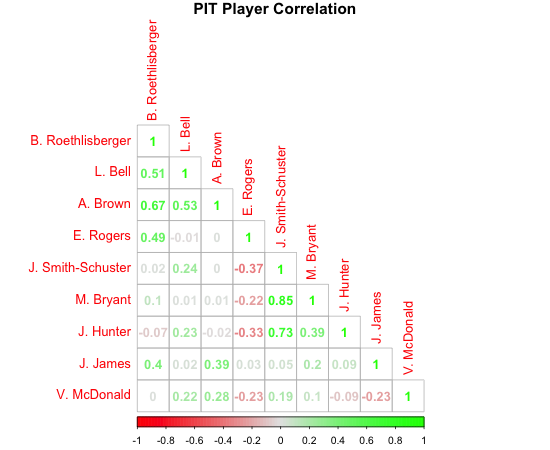 PIT Player Correlation
B. Roethlisberger
L. Bell
A. Brown
E. Rogers
J. Smith-Schuster
M. Bryant
J. Hunter
J. James
V. McDonald
B. Roethlisberger 1
L. Bell 0.51 1
A. Brown 0.67 0.53 1
E. Rogers 0.49 -0.01 0 1
J. Smith-Schuster 0.02 0.24 0 -0.37 1
M. Bryant 0.1 0.01 0.01 -0.22 0.85 1
J. Hunter -0.07 0.23 -0.02 -0.33 0.73 0.39 1
J. James 0.4 0.02 0.39 0.03 0.05 0.2 0.09 1
V. McDonald 0 0.22 0.28 -0.23 0.19 0.1 -0.09 -0.23 1
-1 -0.8 -0.6 -0.4 -0.2 0 0.2 0.4 0.6 0.8 1